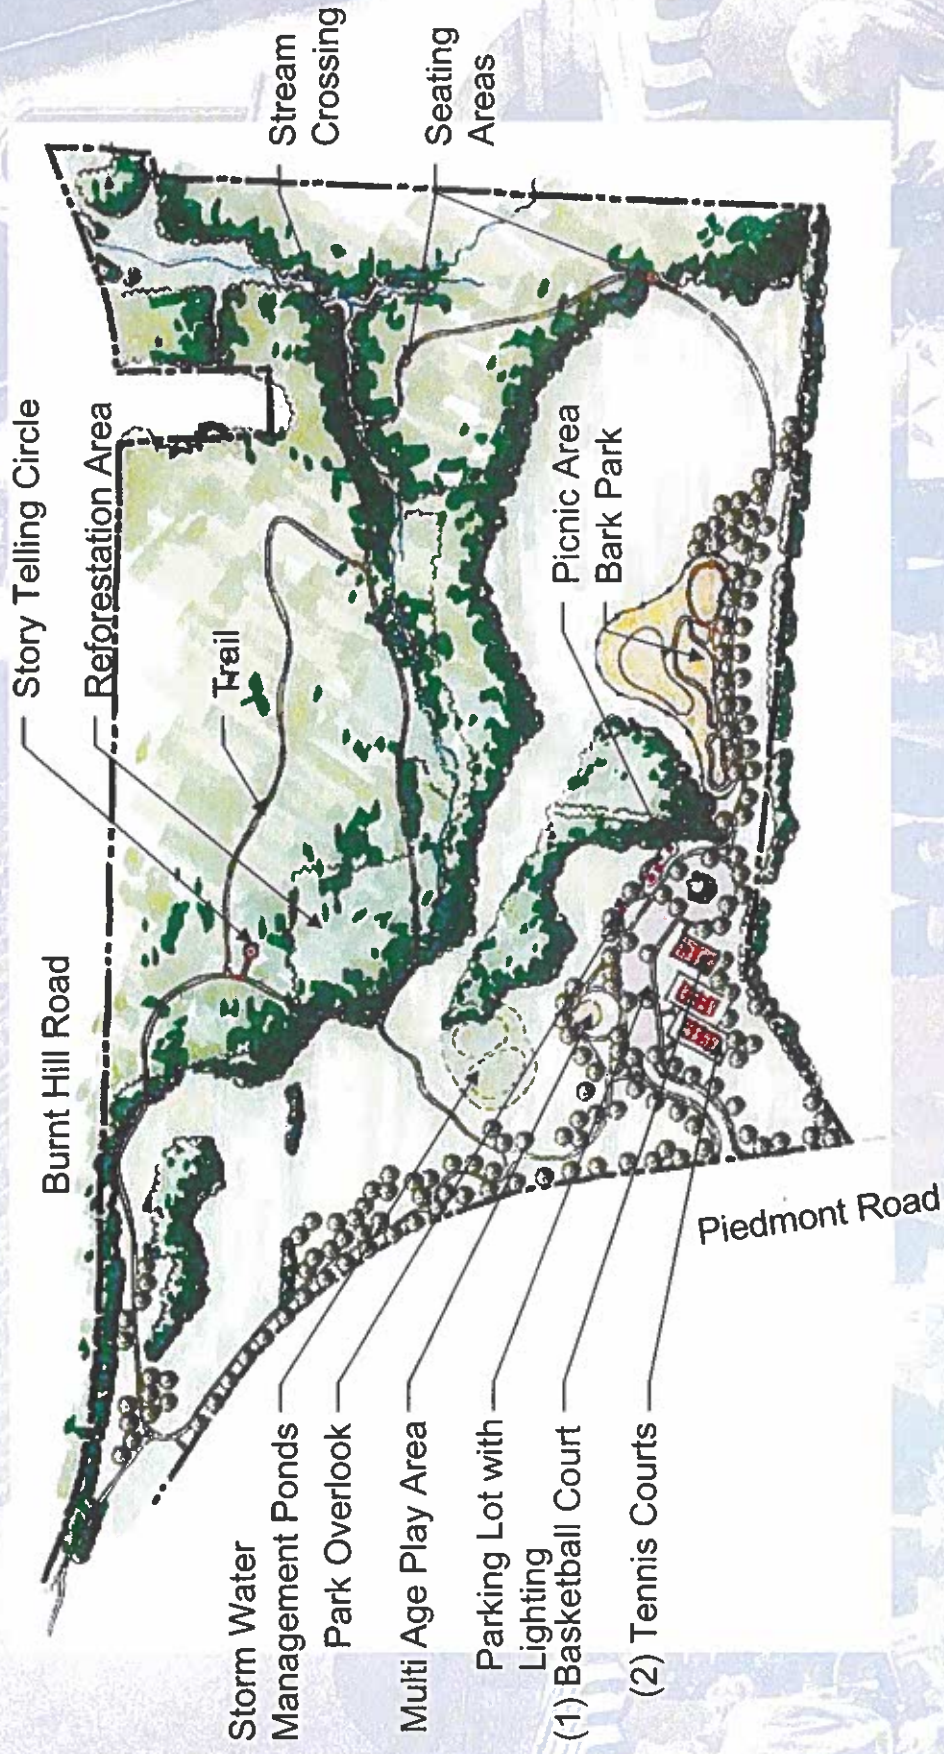 Story Telling Circle
Reforestation Area
Trail
Burnt Hill Road
Stream
Crossing
Seating
Areas
Picnic Area
Bark Park
Storm Water
Management Ponds
Park Overlook
Multi Age Play Area
Parking Lot with
Lighting
(1) Basketball Court
(2) Tennis Courts
Piedmont Road